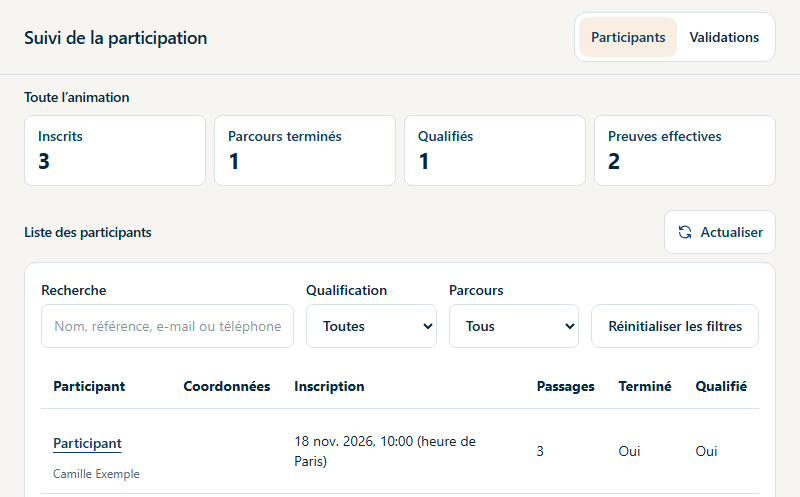 Suivi de la participation
Participants
Validations
Toute l’animation
Inscrits
3
Parcours terminés
1
Qualifiés
1
Preuves effectives
2
Liste des participants
Actualiser
Recherche
Nom, référence, e-mail ou téléphone
Qualification
Toutes
Parcours
Tous
Réinitialiser les filtres
Participant
Coordonnées
Inscription
Passages
Terminé
Qualifié
Participant
Camille Exemple
18 nov. 2026, 10:00 (heure de
Paris)
3
Oui
Oui